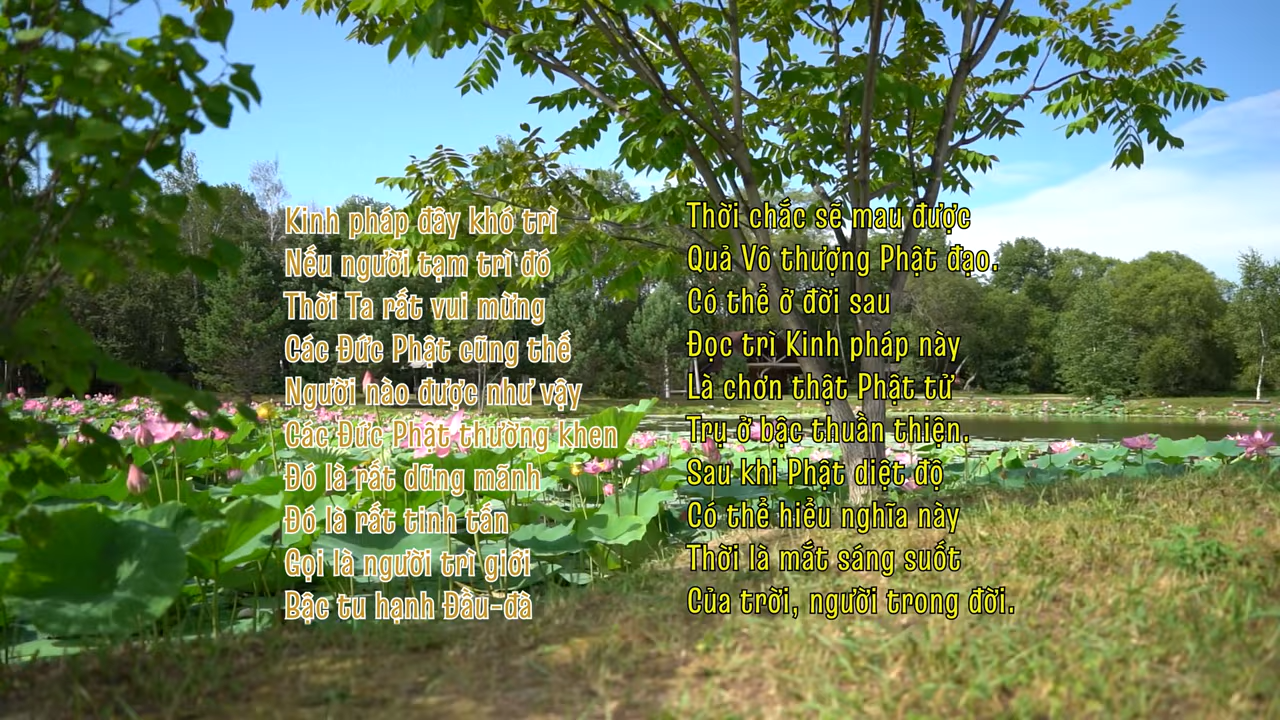 Kinh pháp đây khó trì
Nếu người tạm trì đó
Thời Ta rất vui mừng
Các Đức Phật cũng thế
Người nào được như vậy
Các Đức Phật thường khen
Đó là rất dũng mãnh
Đó là rất tinh tấn
Gọi là người trì giới
Bậc tu hạnh Đầu-đà
Thời chắc sẽ mau được
Quả Vô thượng Phật đạo.
Có thể ở đời sau
Đọc trì Kinh pháp này
Là chơn thật Phật tử
Trụ ở bậc thuần thiện.
Sau khi Phật diệt độ
Có thể hiểu nghĩa này
Thời là mắt sáng suốt
Của trời, người trong đời.